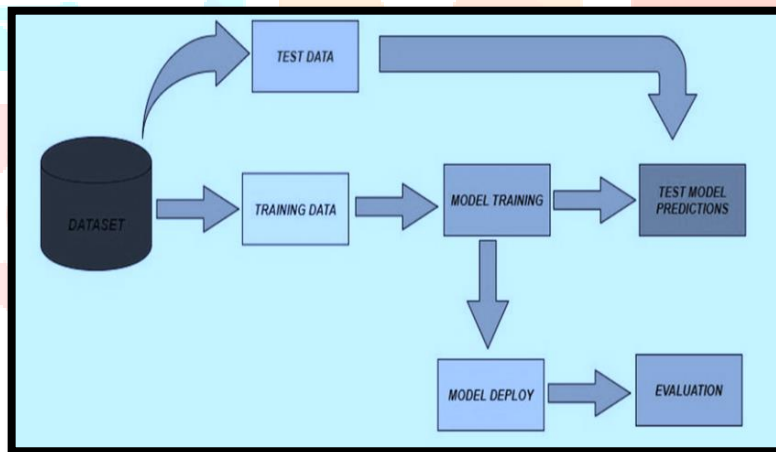 TEST DATA
DATASET
TRAINING DATA
MODEL TRAINING
TEST MODEL
PREDICTIONS
MODEL DEPLOY
EVALUATION